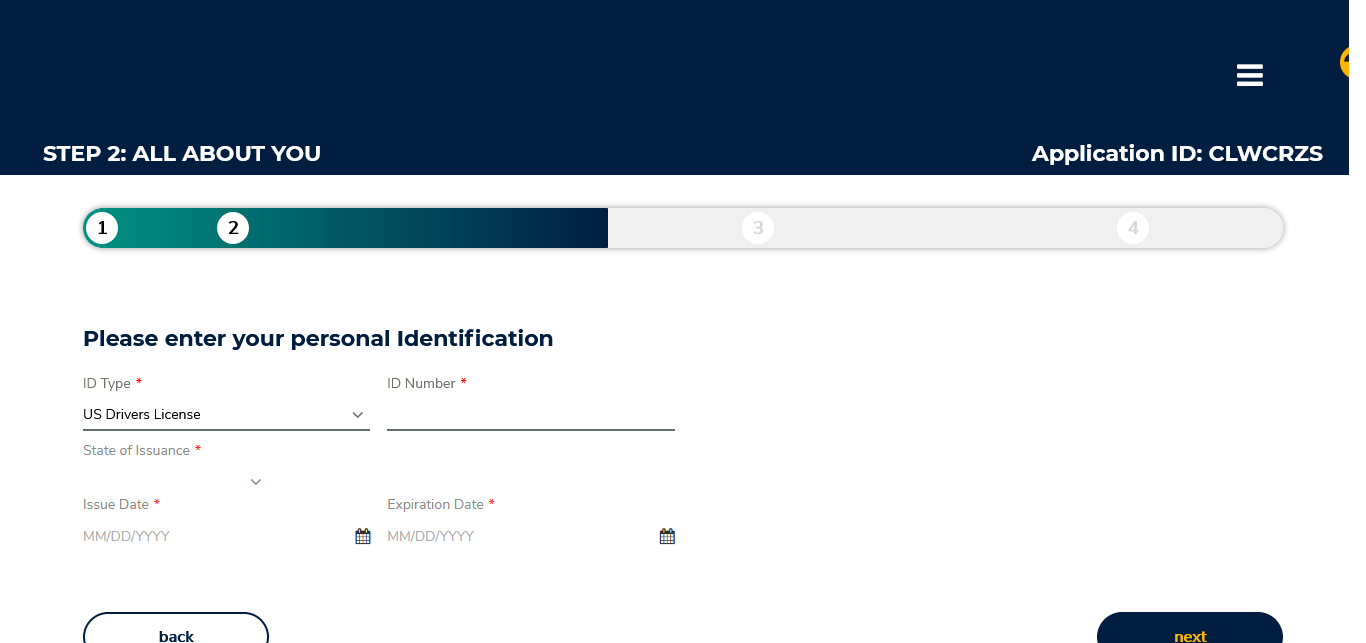 STEP 2: ALL ABOUT YOU
Application ID: CLWCRZS
1 2 3 4
Please enter your personal Identification
ID Type * ID Number *
US Drivers License
State of Issuance *
Issue Date * Expiration Date *
MM/DD/YYYY MM/DD/YYYY
back next